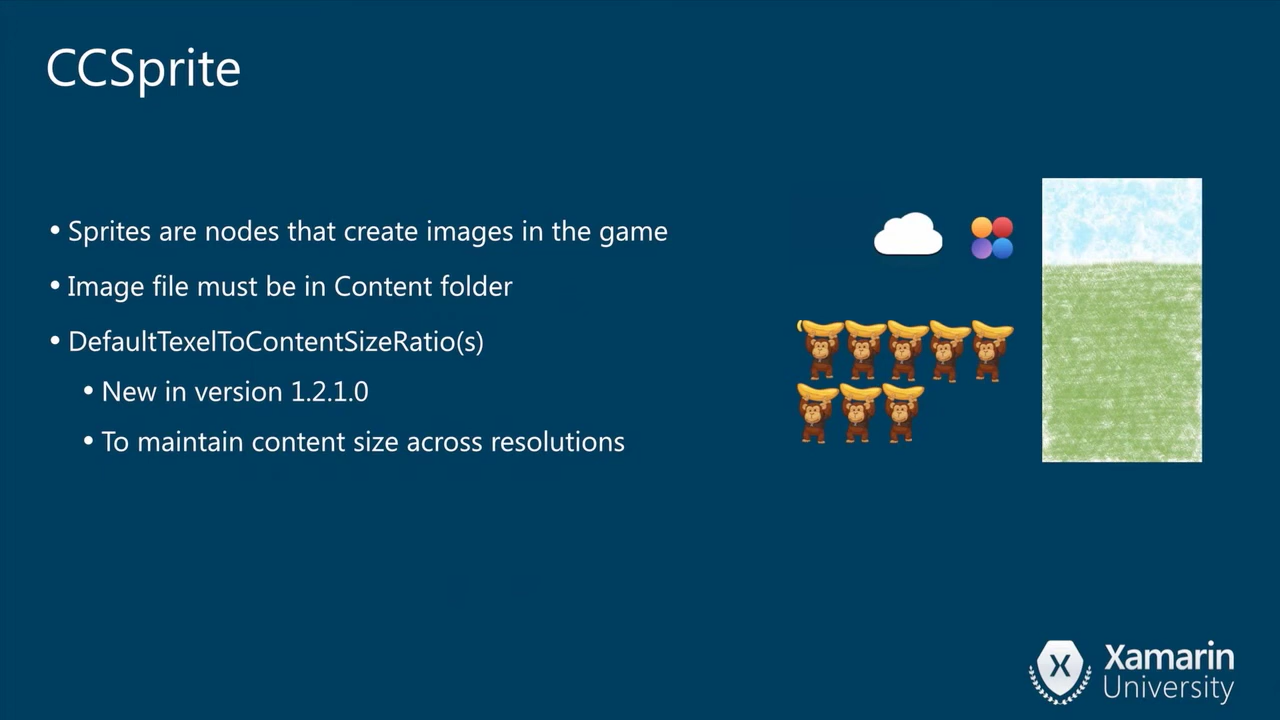 CCSprite
• Sprites are nodes that create images in the game
• Image file must be in Content folder
• DefaultTexelToContentSizeRatio(s)
• New in version 1.2.1.0
• To maintain content size across resolutions
X
Xamarin
University